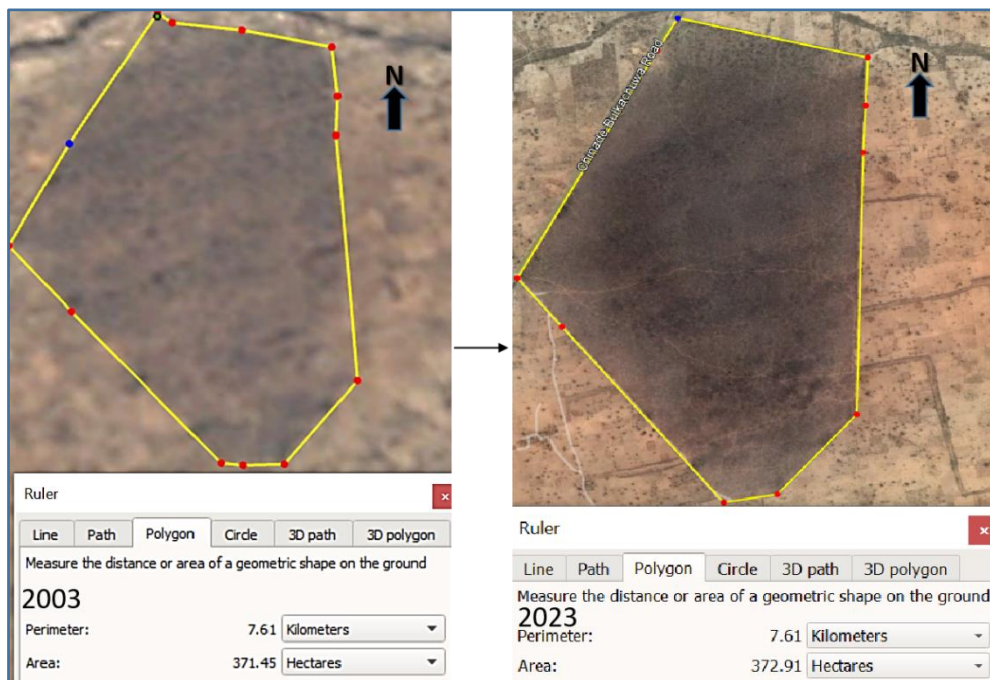 N
Ruler
Line Path Polygon Circle 3D path 3D polygon
Measure the distance or area of a geometric shape on the ground
2003
Perimeter: 7.61 Kilometers
Area: 371.45 Hectares
Bulkachuwa Road
N
Ruler
Line Path Polygon Circle 3D path 3D polygon
Measure the distance or area of a geometric shape on the ground
2023
Perimeter: 7.61 Kilometers
Area: 372.91 Hectares